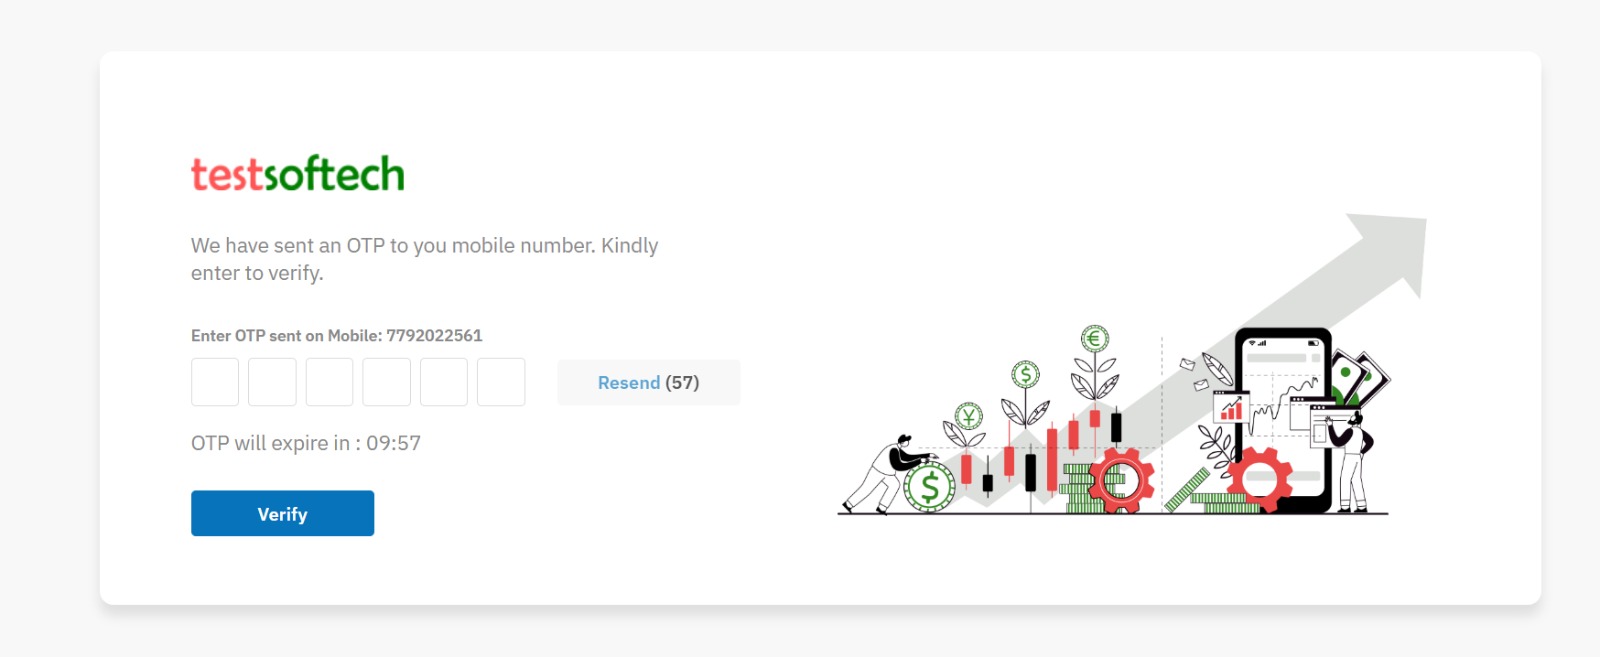 testsoftech
We have sent an OTP to you mobile number. Kindly
enter to verify.
Enter OTP sent on Mobile: 7792022561
Resend (57)
OTP will expire in : 09:57
Verify